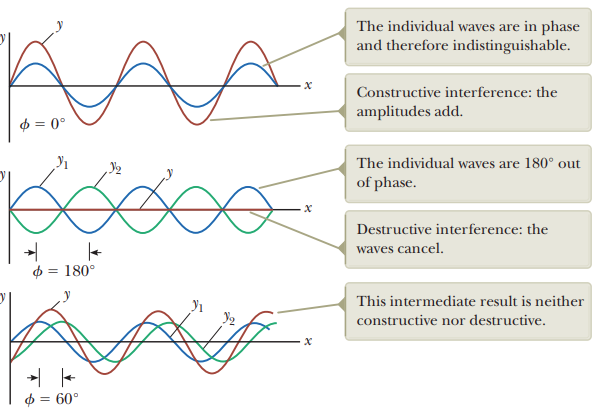 y
y
The individual waves are in phase
and therefore indistinguishable.
x
Constructive interference: the
amplitudes add.
ϕ = 0°
y
y₁
y₂
y
The individual waves are 180° out
of phase.
x
Destructive interference: the
waves cancel.
ϕ = 180°
y
y
y₁
y₂
This intermediate result is neither
constructive nor destructive.
x
ϕ = 60°